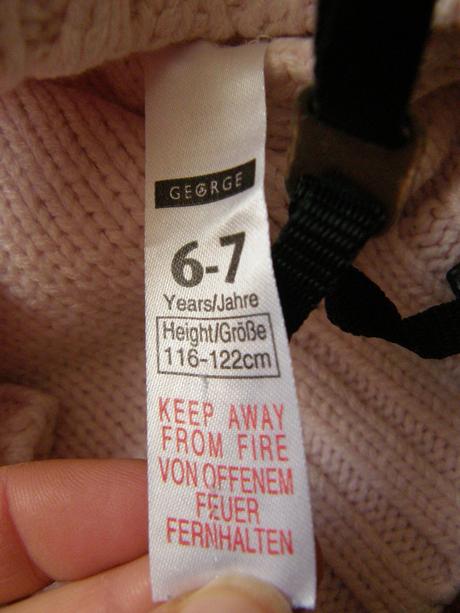 GEORGE
6-7
Years/Jahre
Height/Größe
116-122cm
KEEP AWAY
FROM FIRE
VON OFFENEM
FEUER
FERNHALTEN